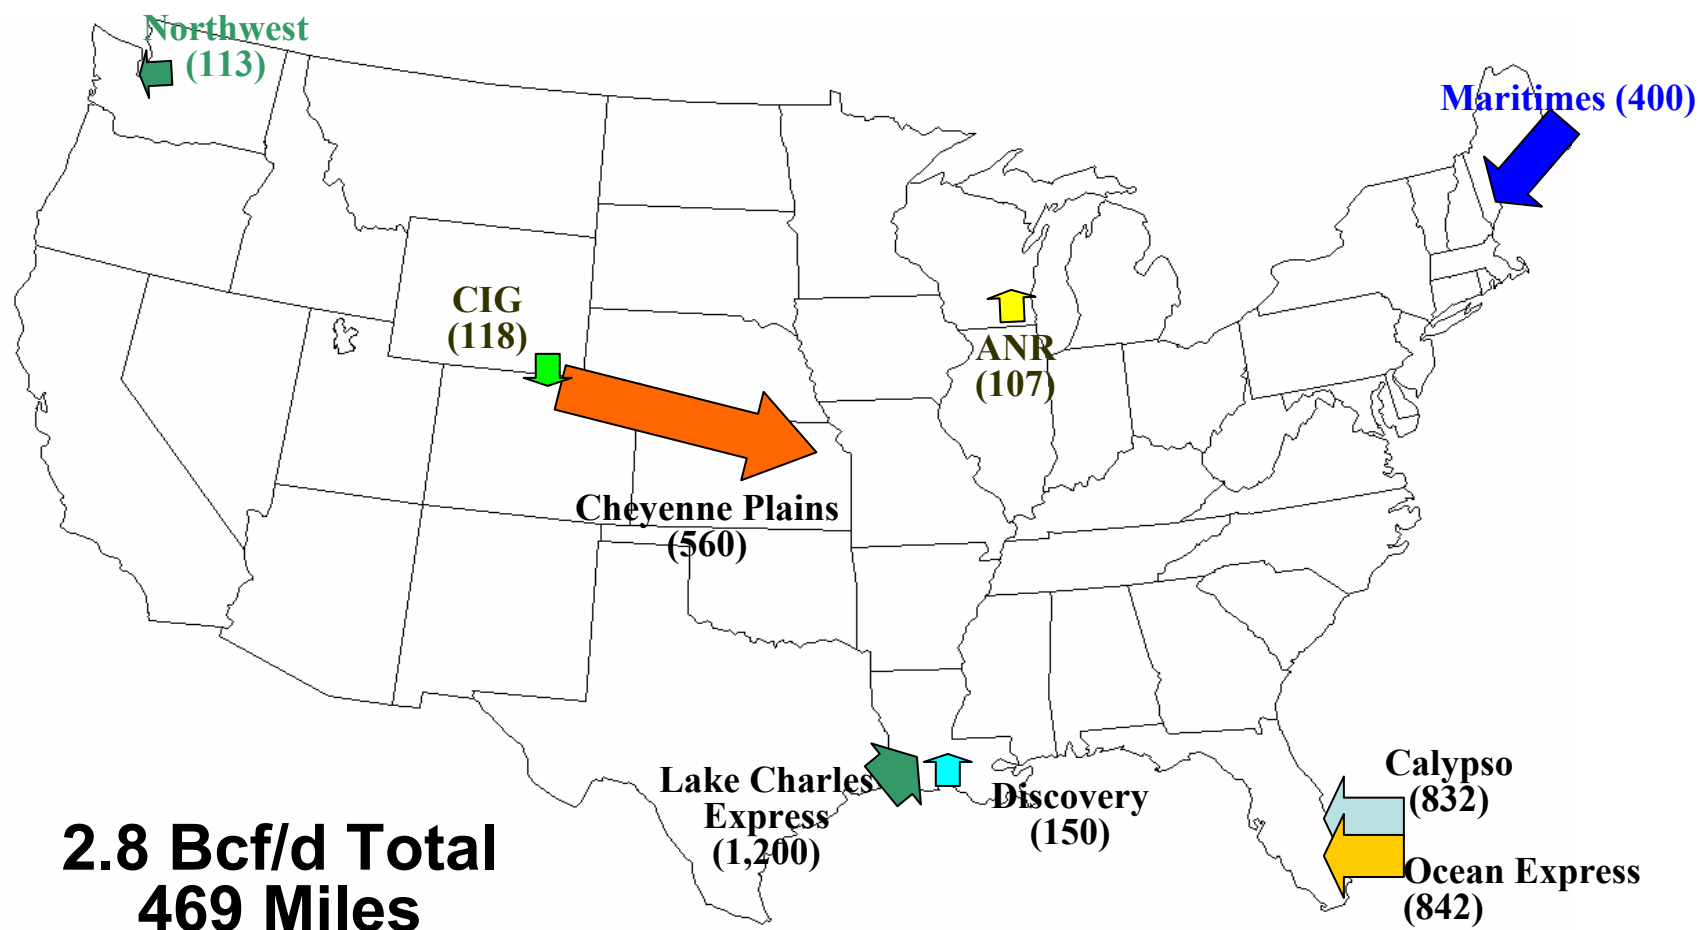 Northwest
(113)
Maritimes (400)
CIG
(118)
ANR
(107)
Cheyenne Plains
(560)
Lake Charles
Express
(1,200)
Discovery
(150)
Calypso
(832)
Ocean Express
(842)
2.8 Bcf/d Total
469 Miles